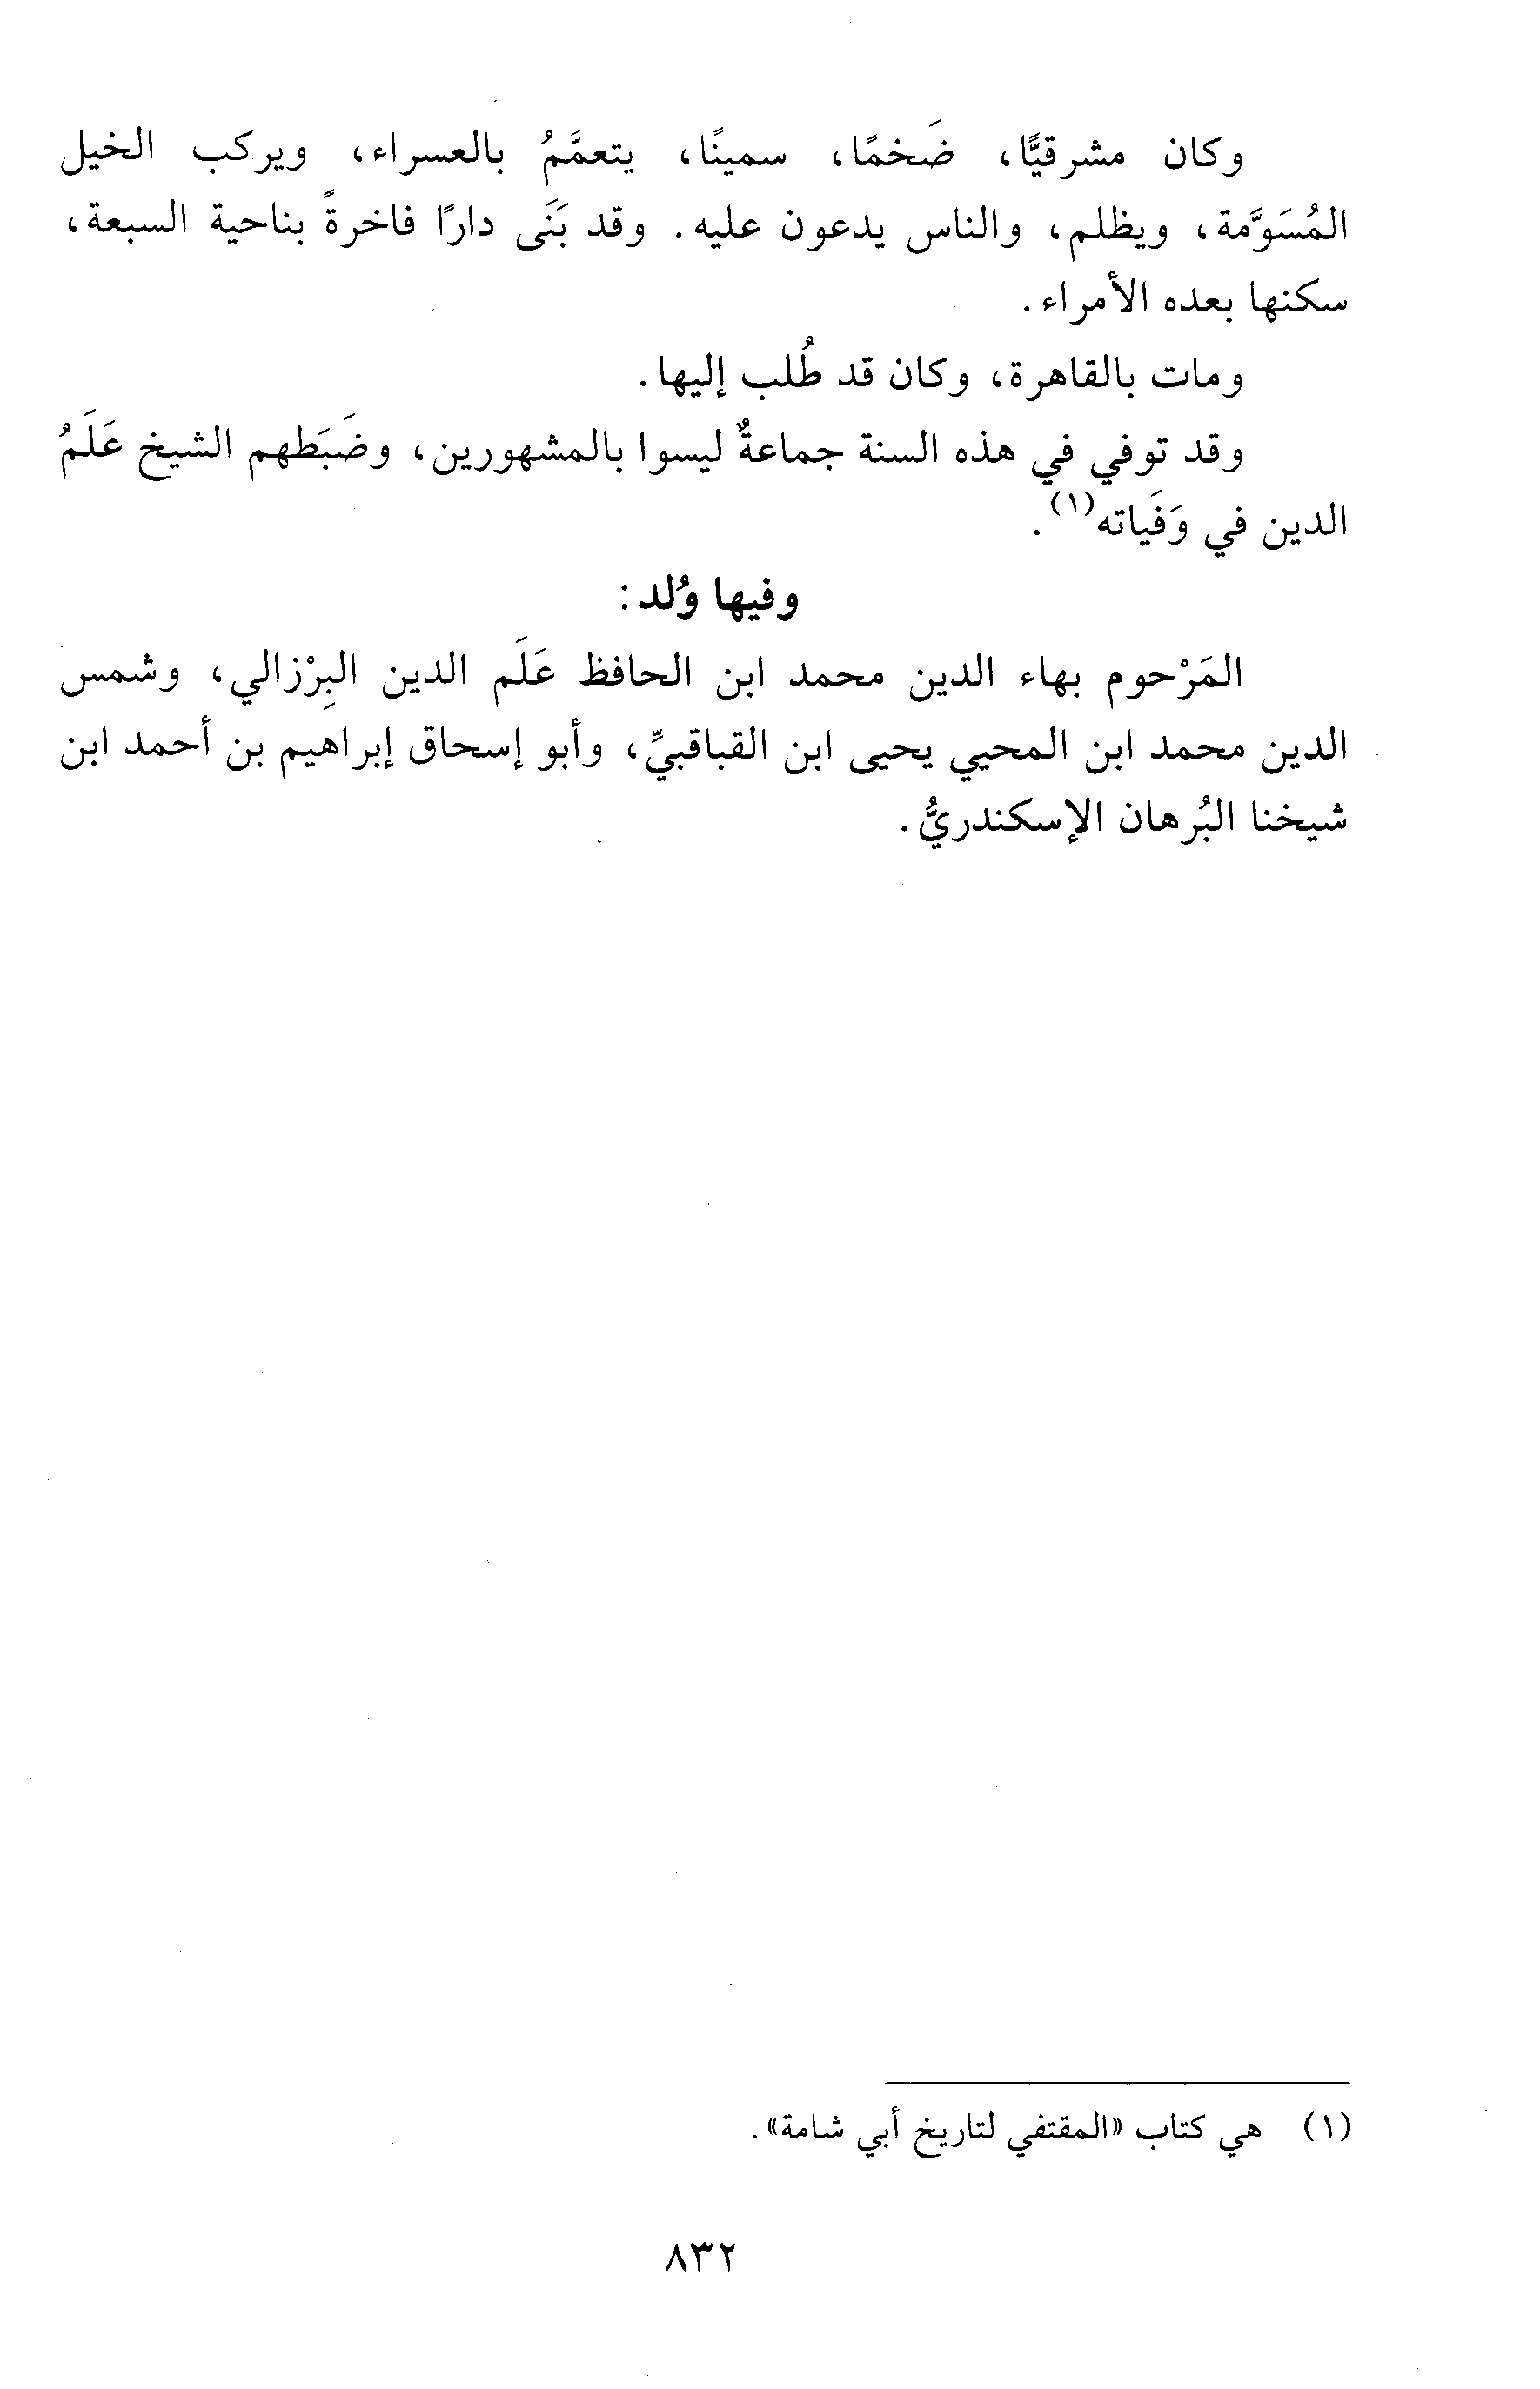 وكان مشرقيًّا، ضَخمًا، سمينًا، يتعمَّمُ بالعسراء، ويركب الخيل
المُسَوَّمة، ويظلم، والناس يدعون عليه. وقد بَنَى دارًا فاخرةً بناحية السبعة،
سكنها بعده الأمراء.
ومات بالقاهرة، وكان قد طُلب إليها.
وقد توفي في هذه السنة جماعةٌ ليسوا بالمشهورين، وضَبَطهم الشيخ عَلَمُ
الدين في وَفَياته(١).
وفيها وُلد:
المَرْحوم بهاء الدين محمد ابن الحافظ عَلَم الدين البِرْزالي، وشمس
الدين محمد ابن المحيي يحيى ابن القباقبيِّ، وأبو إسحاق إبراهيم بن أحمد ابن
شيخنا البُرهان الإسكندريُّ.
(١) هي كتاب «المقتفي لتاريخ أبي شامة».
٨٣٢